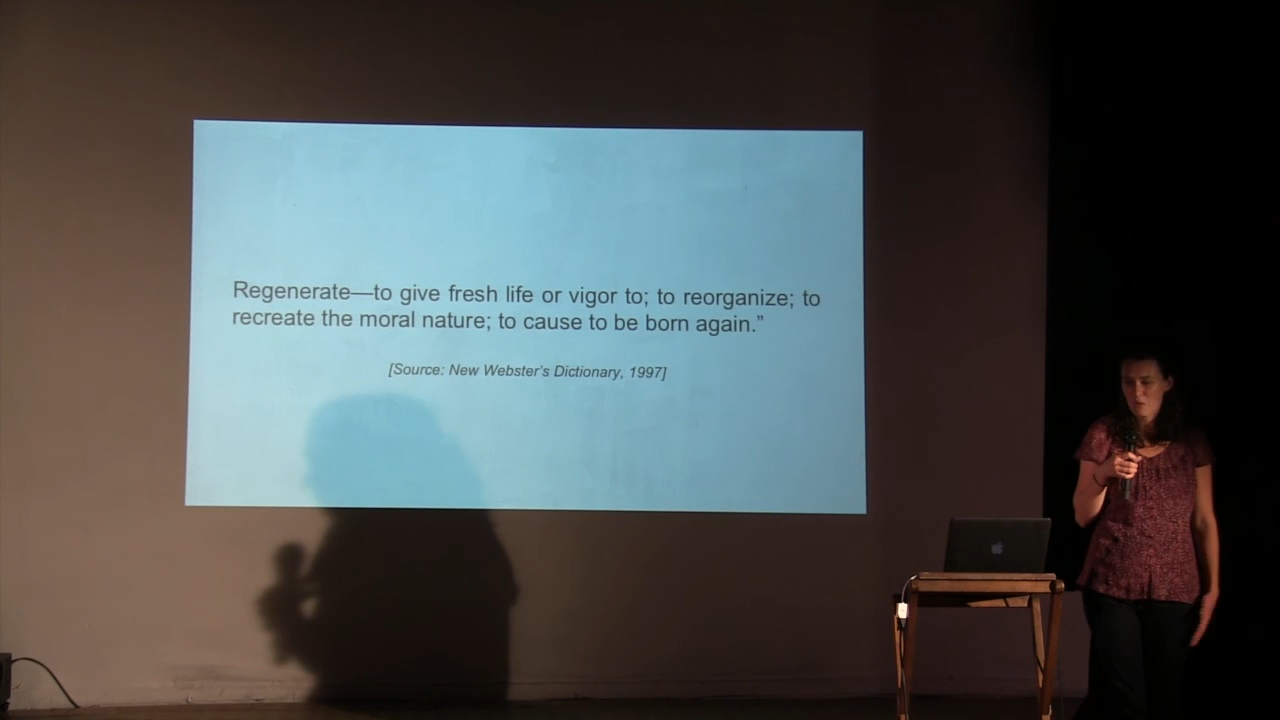 Regenerate—to give fresh life or vigor to; to reorganize; to
recreate the moral nature; to cause to be born again.”
[Source: New Webster’s Dictionary, 1997]